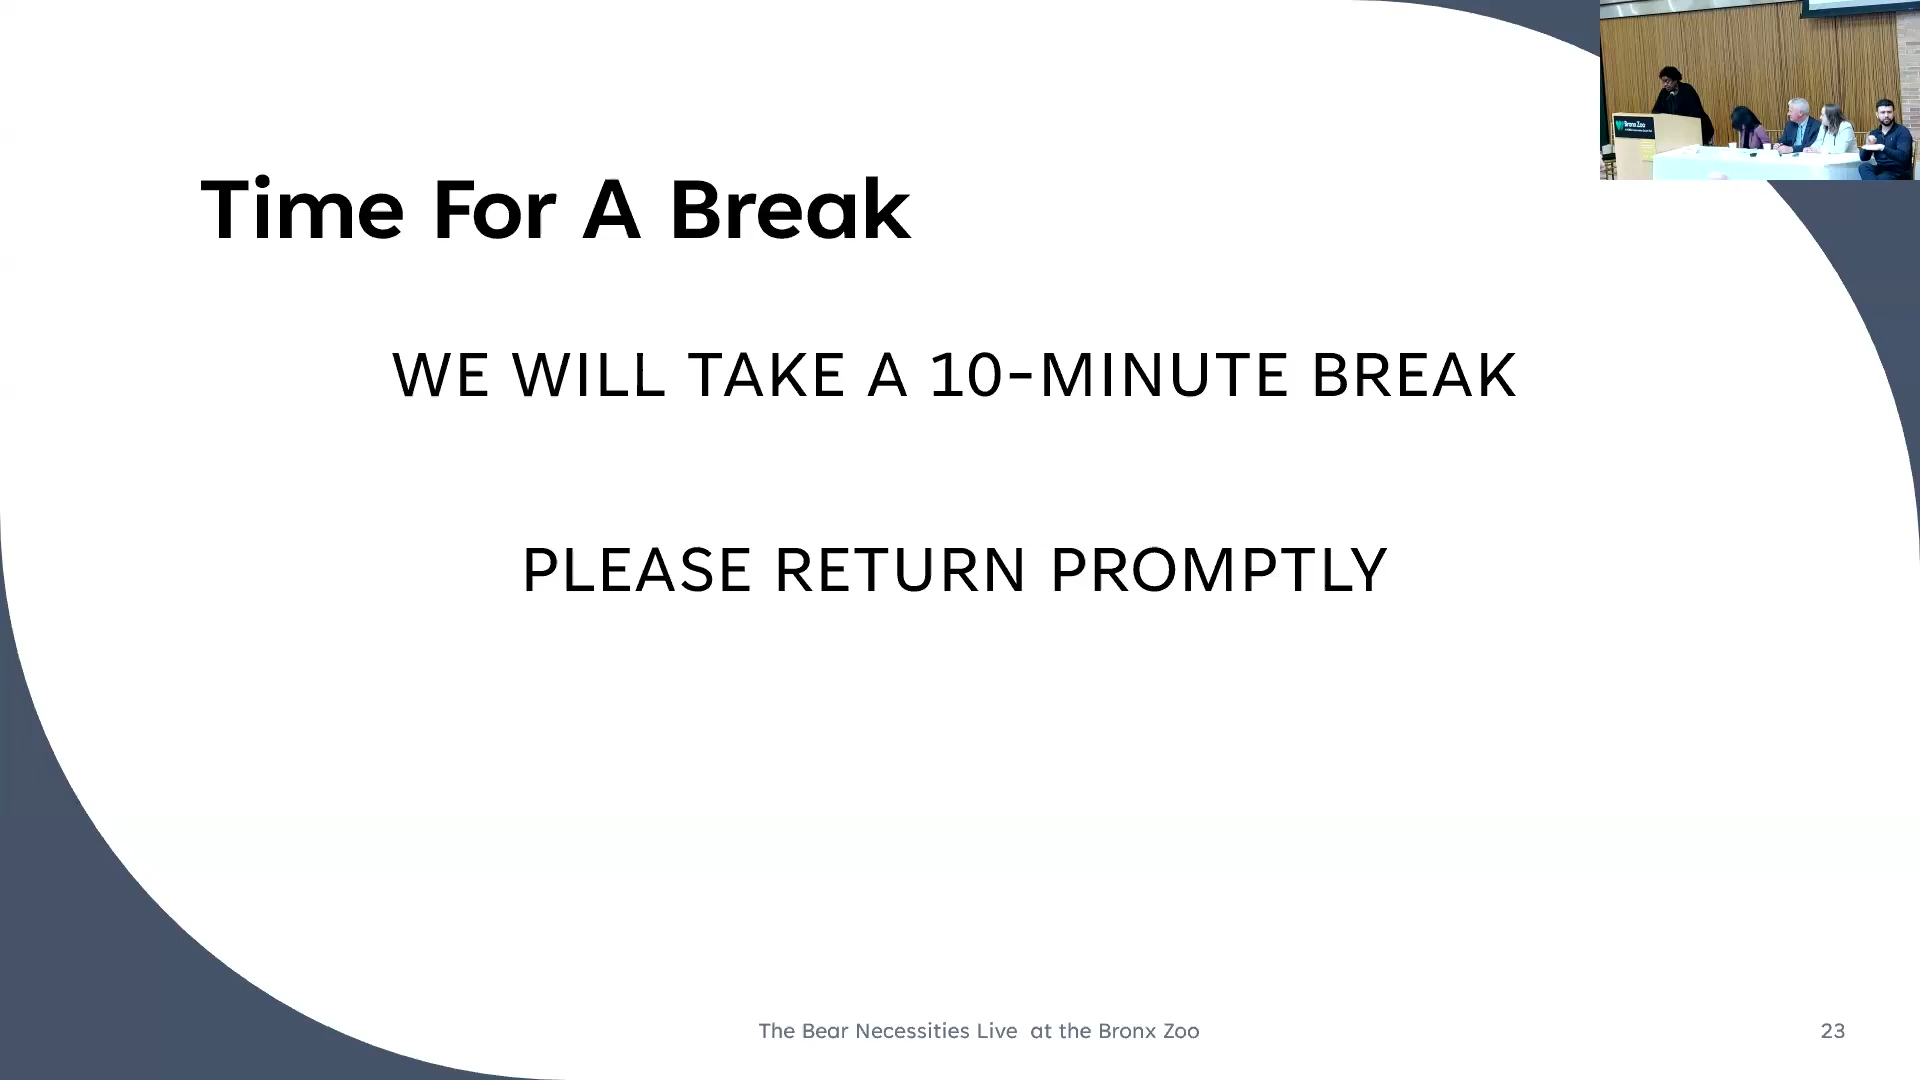 Time For A Break
WE WILL TAKE A 10-MINUTE BREAK
PLEASE RETURN PROMPTLY
The Bear Necessities Live at the Bronx Zoo
23
Bronx Zoo